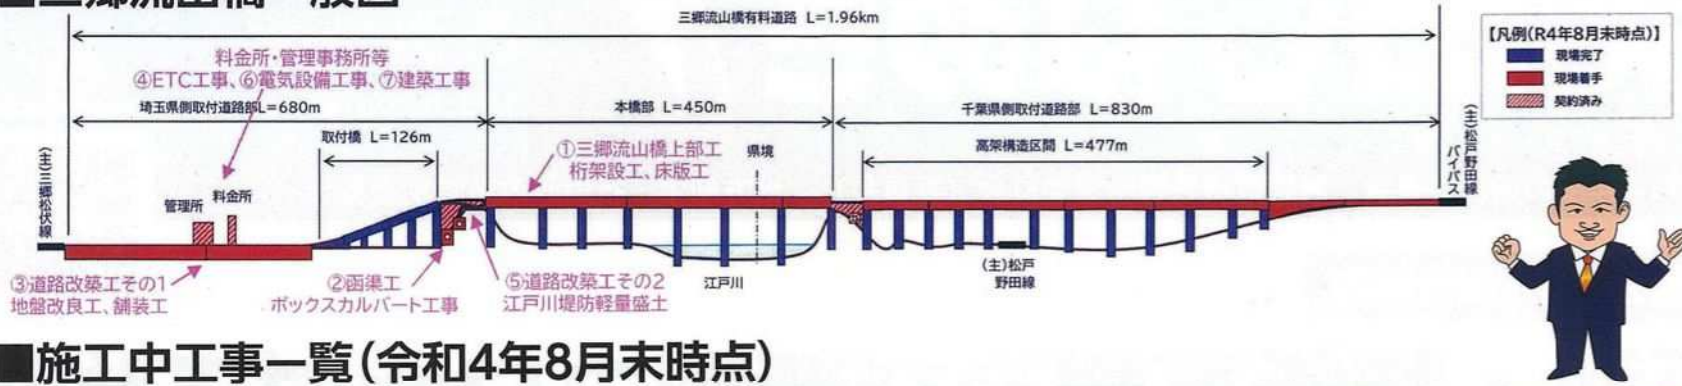 三郷流山橋有料道路 L=1.96km
【凡例(R4年8月末時点)】
現場完了
現場着手
契約済み
料金所・管理事務所等
④ETC工事、⑥電気設備工事、⑦建築工事
埼玉県側取付道路部L=680m
本橋部 L=450m
千葉県側取付道路部 L=830m
取付橋 L=126m
①三郷流山橋上部工
桁架設工、床版工
県境
高架構造区間 L=477m
(主)三郷松伏線
管理所
料金所
(主)松戸野田線
バイパス
③道路改築工その1
地盤改良工、舗装工
②函渠工
ボックスカルバート工事
⑤道路改築工その2
江戸川堤防軽量盛土
江戸川
(主)松戸
野田線
■施工中工事一覧(令和4年8月末時点)